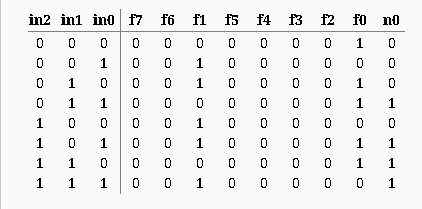 in2 in1 in0 f7 f6 f1 f5 f4 f3 f2 f0 n0
0 0 0 0 0 0 0 0 0 0 1 0
0 0 1 0 0 1 0 0 0 0 0 0
0 1 0 0 0 1 0 0 0 0 1 0
0 1 1 0 0 0 0 0 0 0 1 1
1 0 0 0 0 1 0 0 0 0 0 0
1 0 1 0 0 1 0 0 0 0 1 1
1 1 0 0 0 0 0 0 0 0 1 1
1 1 1 0 0 1 0 0 0 0 0 1